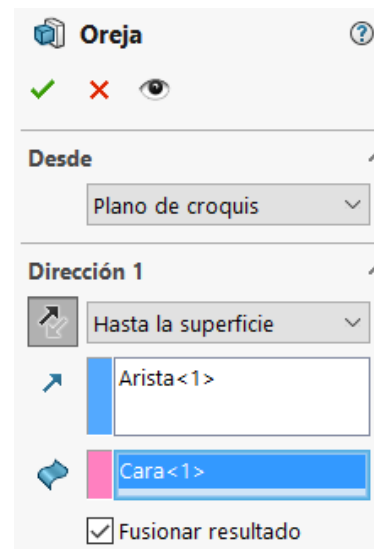 Oreja
Desde
Plano de croquis
Dirección 1
Hasta la superficie
Arista<1>
Cara<1>
Fusionar resultado